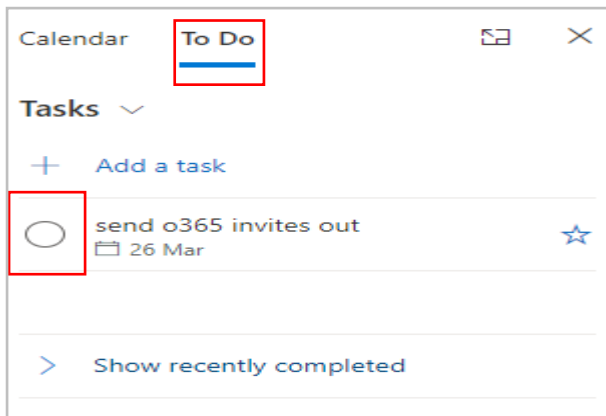 Calendar To Do
Tasks
Add a task
send o365 invites out
26 Mar
Show recently completed